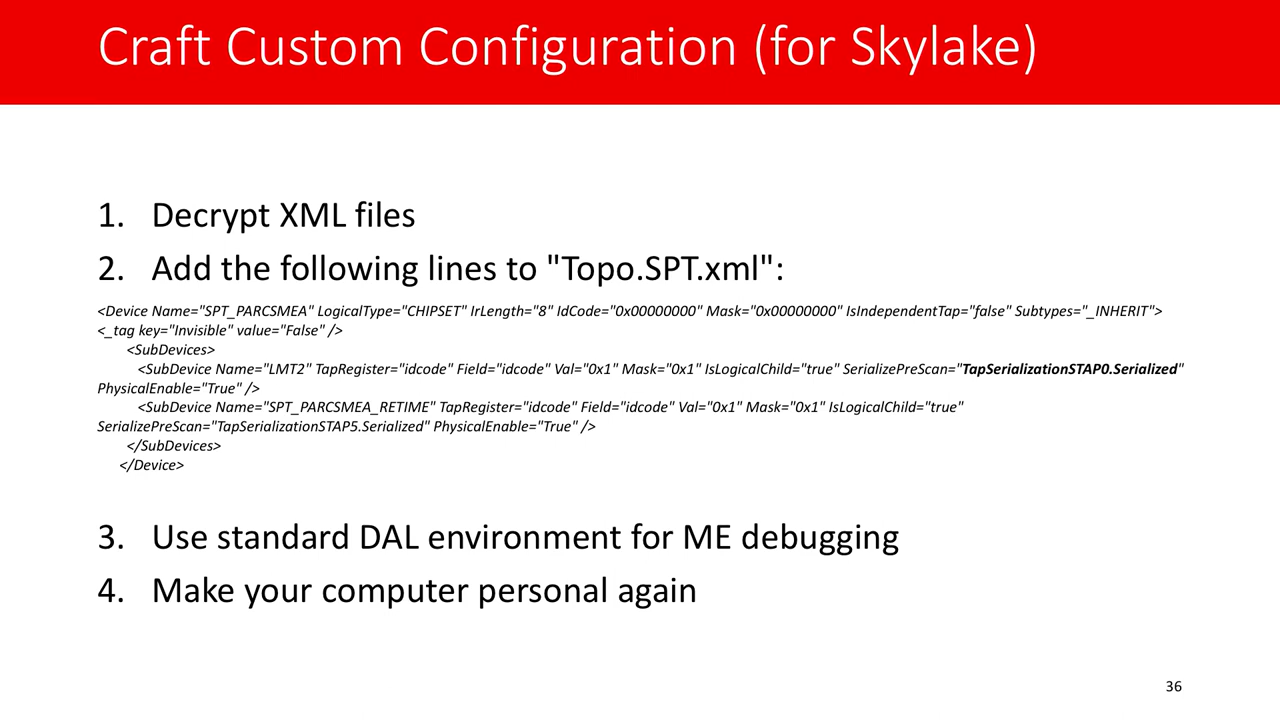 Craft Custom Configuration (for Skylake)
1. Decrypt XML files
2. Add the following lines to "Topo.SPT.xml":
<Device Name="SPT_PARCSMEA" LogicalType="CHIPSET" IrLength="8" IdCode="0x00000000" Mask="0x00000000" IsIndependentTap="false" Subtypes="_INHERIT">
<_tag key="Invisible" value="False" />
<SubDevices>
<SubDevice Name="LMT2" TapRegister="idcode" Field="idcode" Val="0x1" Mask="0x1" IsLogicalChild="true" SerializePreScan="TapSerializationSTAP0.Serialized"
PhysicalEnable="True" />
<SubDevice Name="SPT_PARCSMEA_RETIME" TapRegister="idcode" Field="idcode" Val="0x1" Mask="0x1" IsLogicalChild="true"
SerializePreScan="TapSerializationSTAP5.Serialized" PhysicalEnable="True" />
</SubDevices>
</Device>
3. Use standard DAL environment for ME debugging
4. Make your computer personal again
36